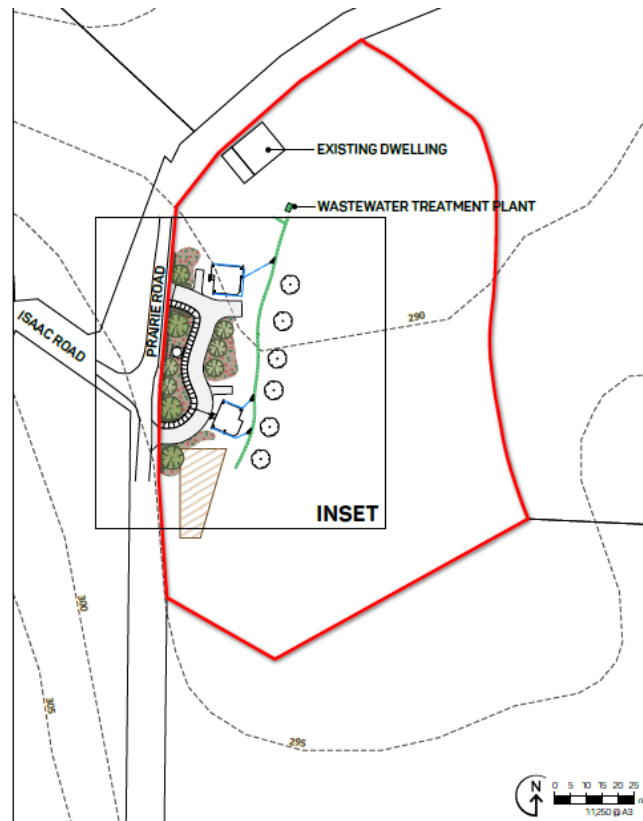 EXISTING DWELLING
WASTEWATER TREATMENT PLANT
PRAIRIE ROAD
ISAAC ROAD
290
INSET
300
305
295
N
0 5 10 15 20 25
1:1,250 @ A3